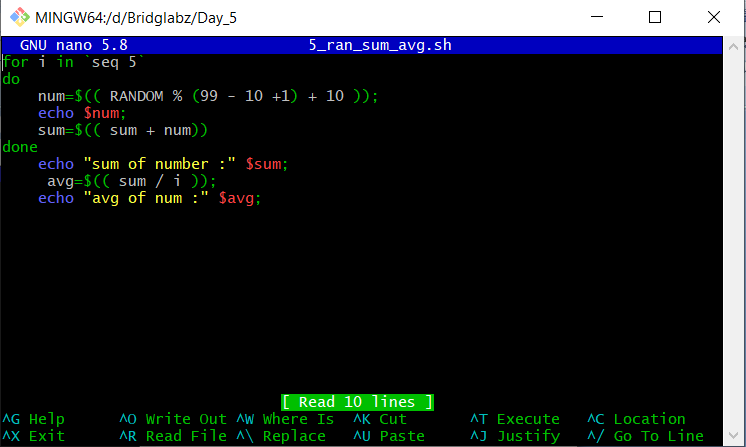 MINGW64:/d/Bridglabz/Day_5
GNU nano 5.8 5_ran_sum_avg.sh
for i in `seq 5`
do
    num=$(( RANDOM % (99 - 10 +1) + 10 ));
    echo $num;
    sum=$(( sum + num))
done
    echo "sum of number :" $sum;
     avg=$(( sum / i ));
    echo "avg of num :" $avg;
[ Read 10 lines ]
^G Help ^O Write Out ^W Where Is ^K Cut ^T Execute ^C Location
^X Exit ^R Read File ^\ Replace ^U Paste ^J Justify ^/ Go To Line